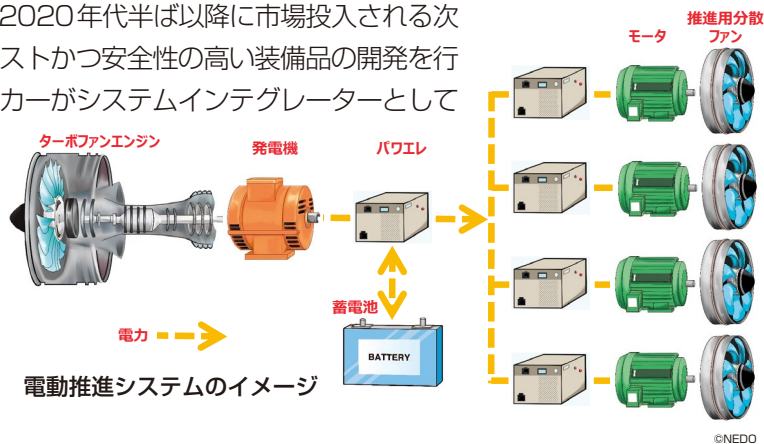 2020年代半ば以降に市場投入される次
ストかつ安全性の高い装備品の開発を行
カーがシステムインテグレーターとして
推進用分散
ファン
モータ
ターボファンエンジン
発電機
パワエレ
蓄電池
BATTERY
電力
電動推進システムのイメージ
©NEDO